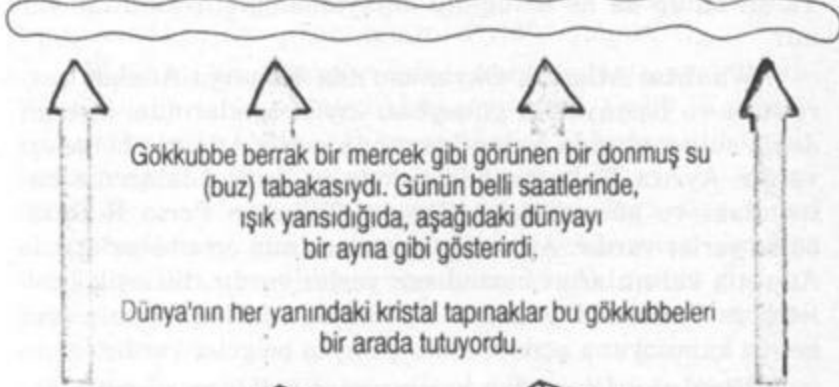 Gökkubbe berrak bir mercek gibi görünen bir donmuş su
(buz) tabakasıydı. Günün belli saatlerinde,
ışık yansıdığıda, aşağıdaki dünyayı
bir ayna gibi gösterirdi.
Dünya'nın her yanındaki kristal tapınaklar bu gökkubbeleri
bir arada tutuyordu.